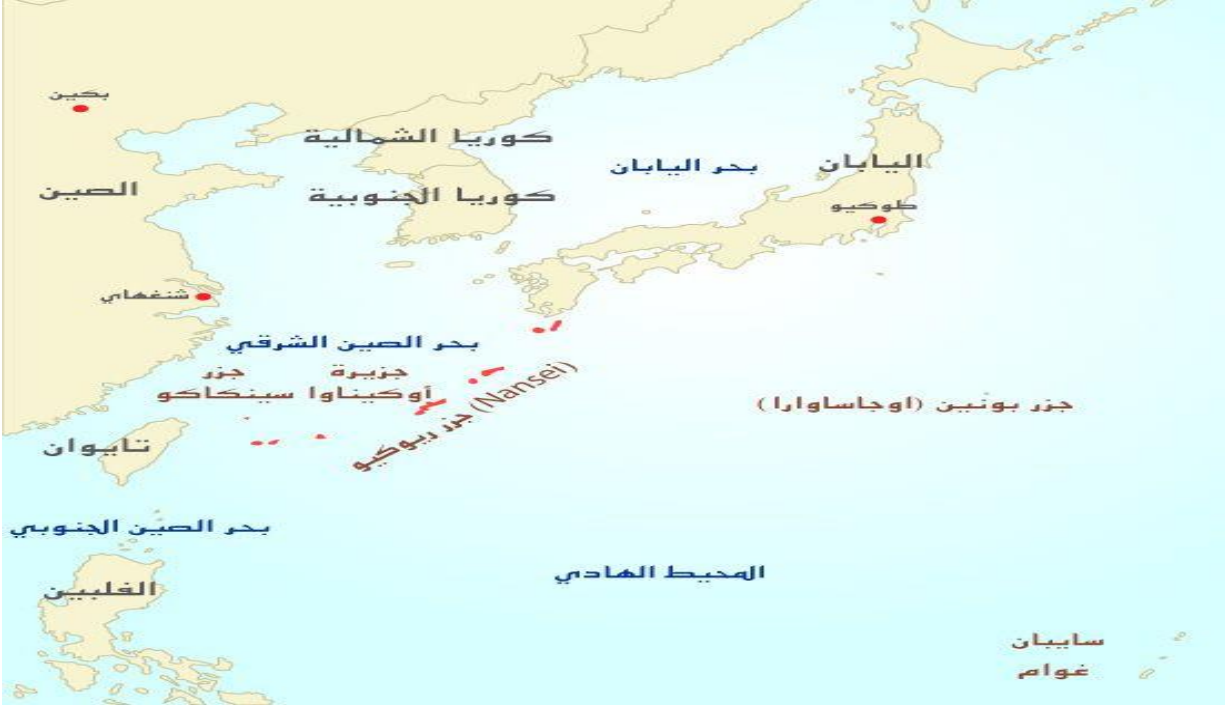 بكين
كوريا الشمالية
بحر اليابان
اليابان
الصين
كوريا الجنوبية
طوكيو
شنغهاي
بحر الصين الشرقي
جزيرة
أوكيناوا
جزر
سينكاكو
جزر ريوكيو (Nansei)
جزر بونين (اوجاساوارا)
تايوان
بحر الصين الجنوبي
المحيط الهادي
الفلبين
سايبان
غوام